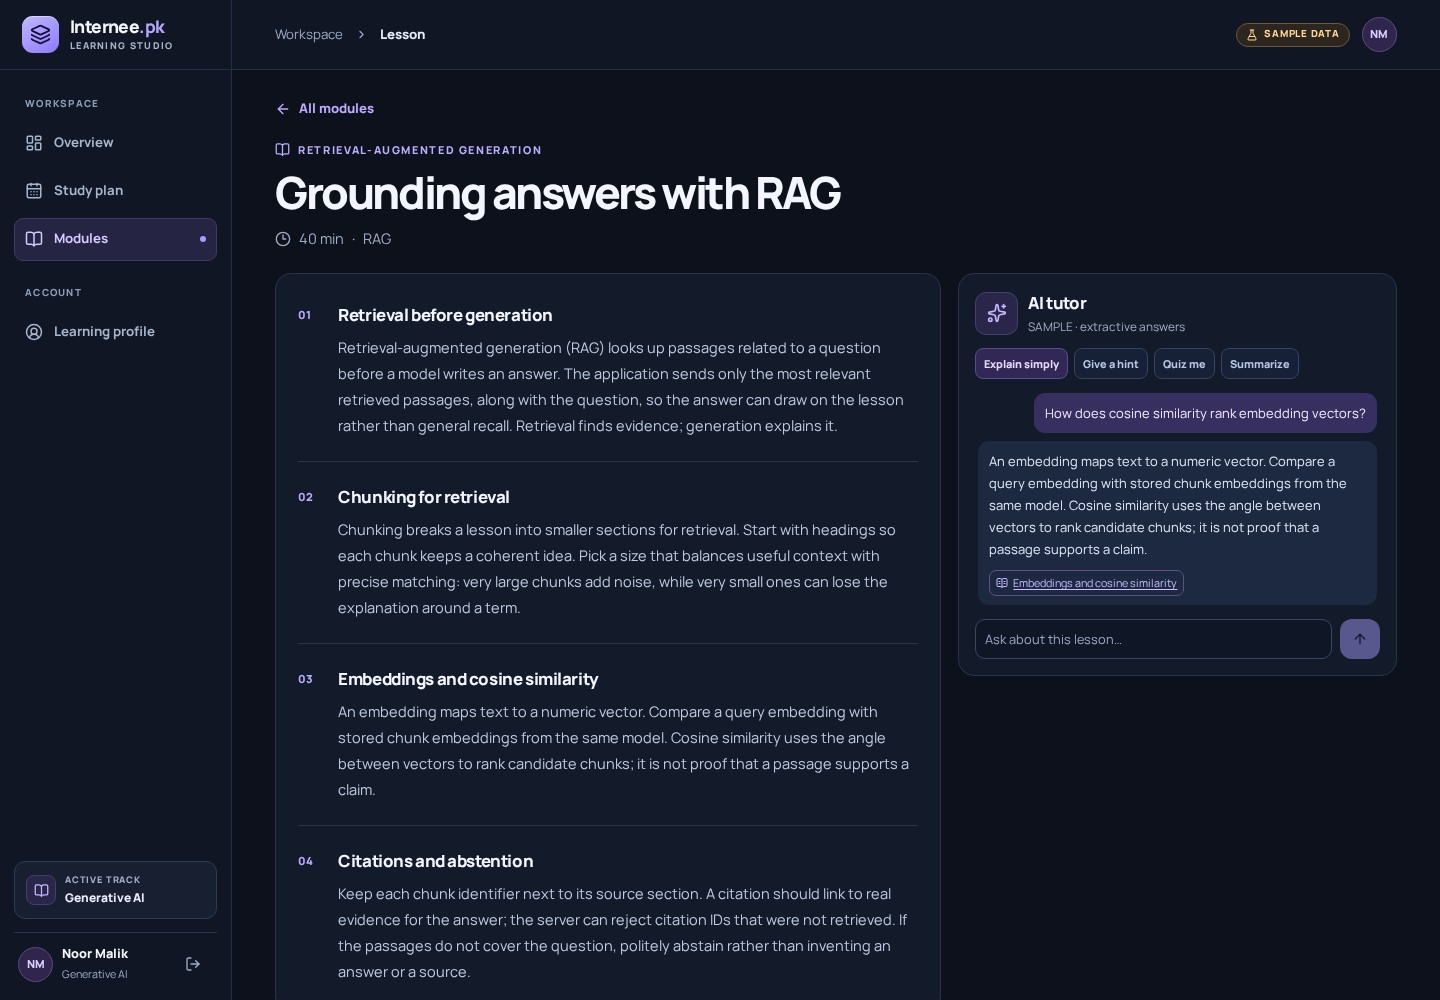 Internee.pk
LEARNING STUDIO
WORKSPACE
Overview
Study plan
Modules
ACCOUNT
Learning profile
ACTIVE TRACK
Generative AI
NM
Noor Malik
Generative AI
Workspace
Lesson
SAMPLE DATA
NM
All modules
RETRIEVAL-AUGMENTED GENERATION
Grounding answers with RAG
40 min · RAG
01
Retrieval before generation
Retrieval-augmented generation (RAG) looks up passages related to a question
before a model writes an answer. The application sends only the most relevant
retrieved passages, along with the question, so the answer can draw on the lesson
rather than general recall. Retrieval finds evidence; generation explains it.
02
Chunking for retrieval
Chunking breaks a lesson into smaller sections for retrieval. Start with headings so
each chunk keeps a coherent idea. Pick a size that balances useful context with
precise matching: very large chunks add noise, while very small ones can lose the
explanation around a term.
03
Embeddings and cosine similarity
An embedding maps text to a numeric vector. Compare a query embedding with
stored chunk embeddings from the same model. Cosine similarity uses the angle
between vectors to rank candidate chunks; it is not proof that a passage supports a
claim.
04
Citations and abstention
Keep each chunk identifier next to its source section. A citation should link to real
evidence for the answer; the server can reject citation IDs that were not retrieved. If
the passages do not cover the question, politely abstain rather than inventing an
answer or a source.
AI tutor
SAMPLE · extractive answers
Explain simply
Give a hint
Quiz me
Summarize
How does cosine similarity rank embedding vectors?
An embedding maps text to a numeric vector. Compare a
query embedding with stored chunk embeddings from the
same model. Cosine similarity uses the angle between
vectors to rank candidate chunks; it is not proof that a
passage supports a claim.
Embeddings and cosine similarity
Ask about this lesson…